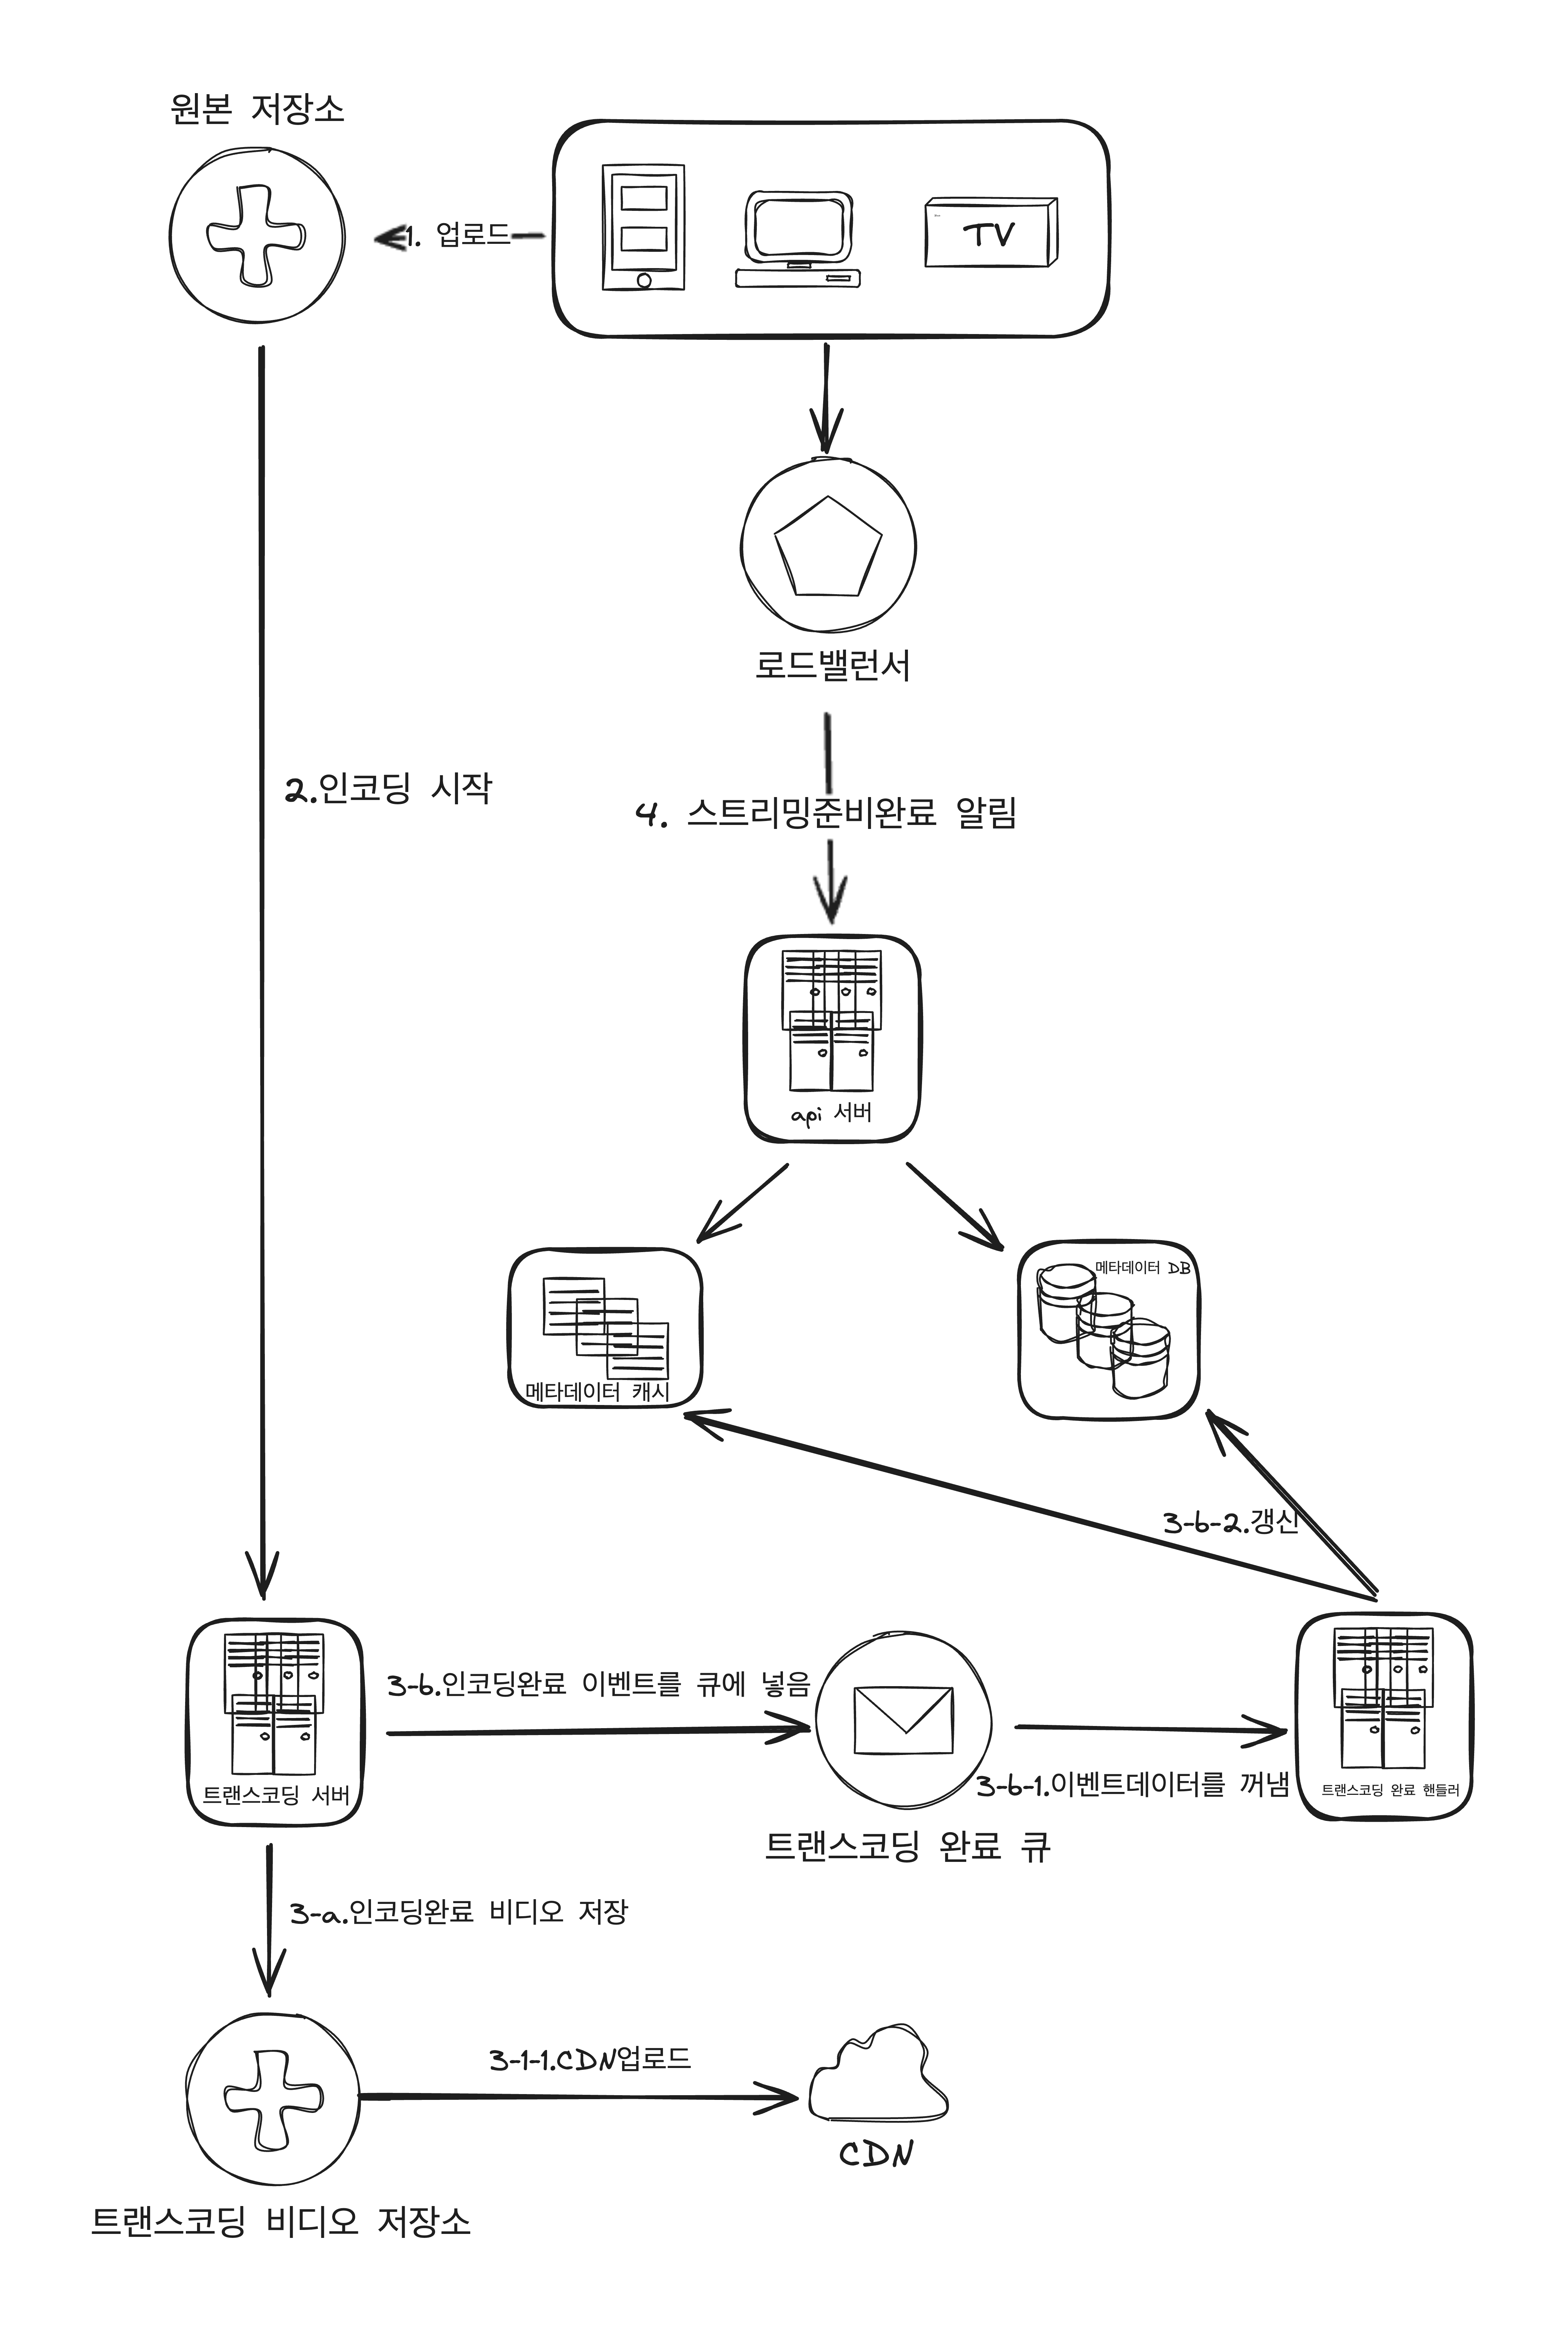 원본 저장소
1. 업로드
TV
로드밸런서
2.인코딩 시작
4. 스트리밍준비완료 알림
api 서버
메타데이터 DB
메타데이터 캐시
3-b-2.갱신
3-b.인코딩완료 이벤트를 큐에 넣음
3-b-1.이벤트데이터를 꺼냄
트랜스코딩 서버
트랜스코딩 완료 핸들러
트랜스코딩 완료 큐
3-a.인코딩완료 비디오 저장
3-1-1.CDN업로드
CDN
트랜스코딩 비디오 저장소